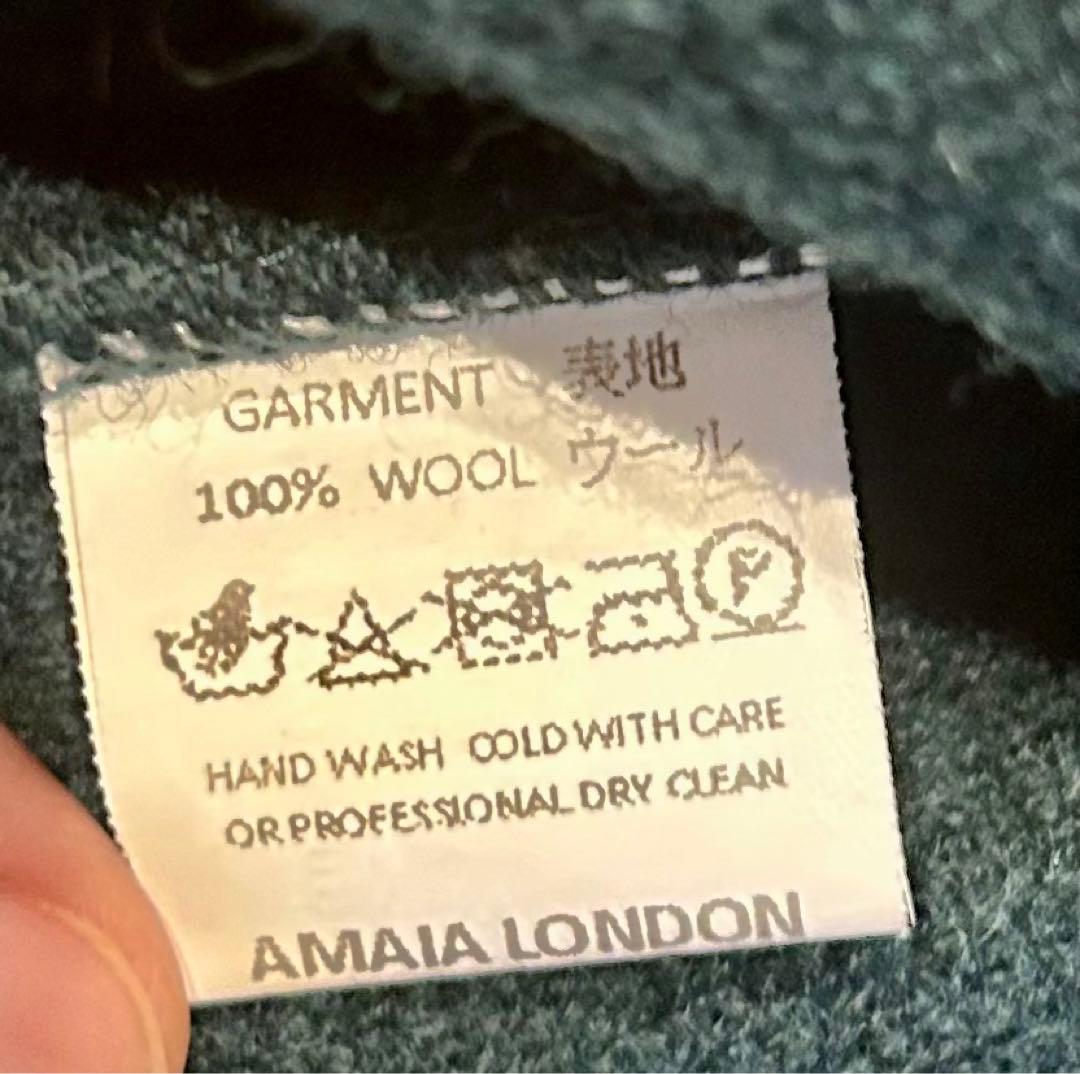 GARMENT 表地
100% WOOL ウール
P
HAND WASH COLD WITH CARE
OR PROFESSIONAL DRY CLEAN
AMAIA LONDON